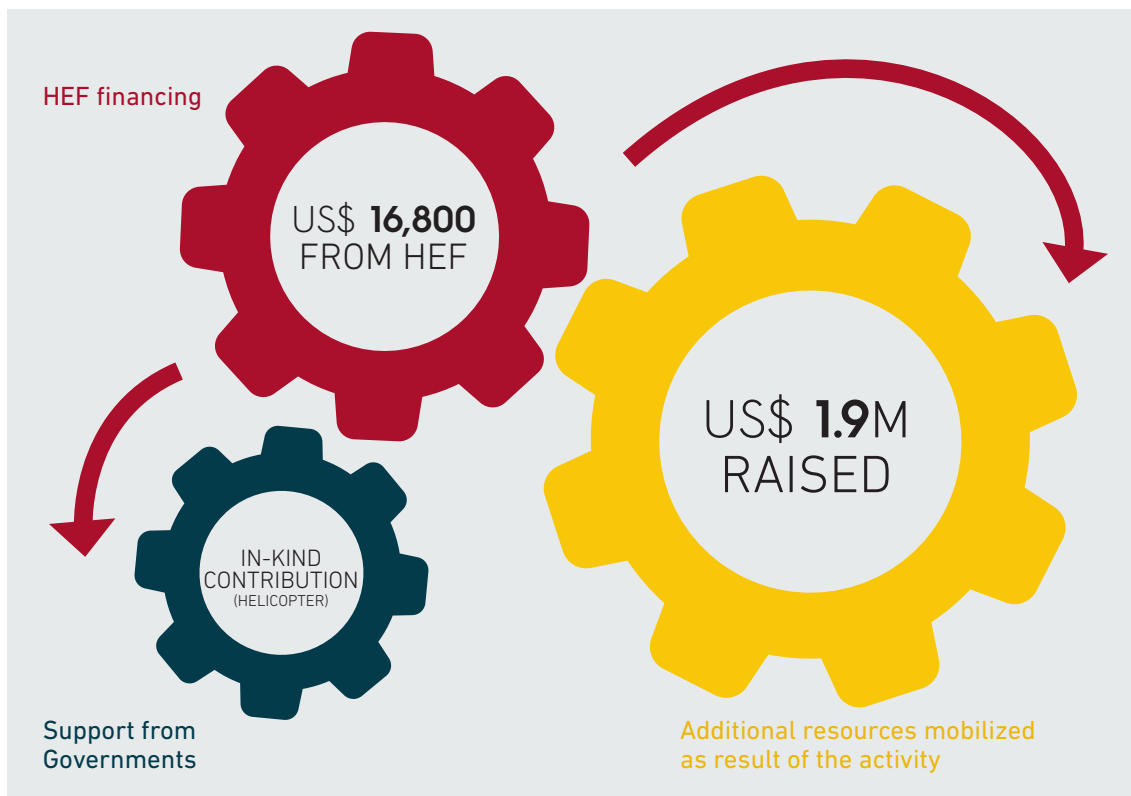 HEF financing
US$ 16,800
FROM HEF
US$ 1.9M
RAISED
IN-KIND
CONTRIBUTION
(HELICOPTER)
Support from
Governments
Additional resources mobilized
as result of the activity